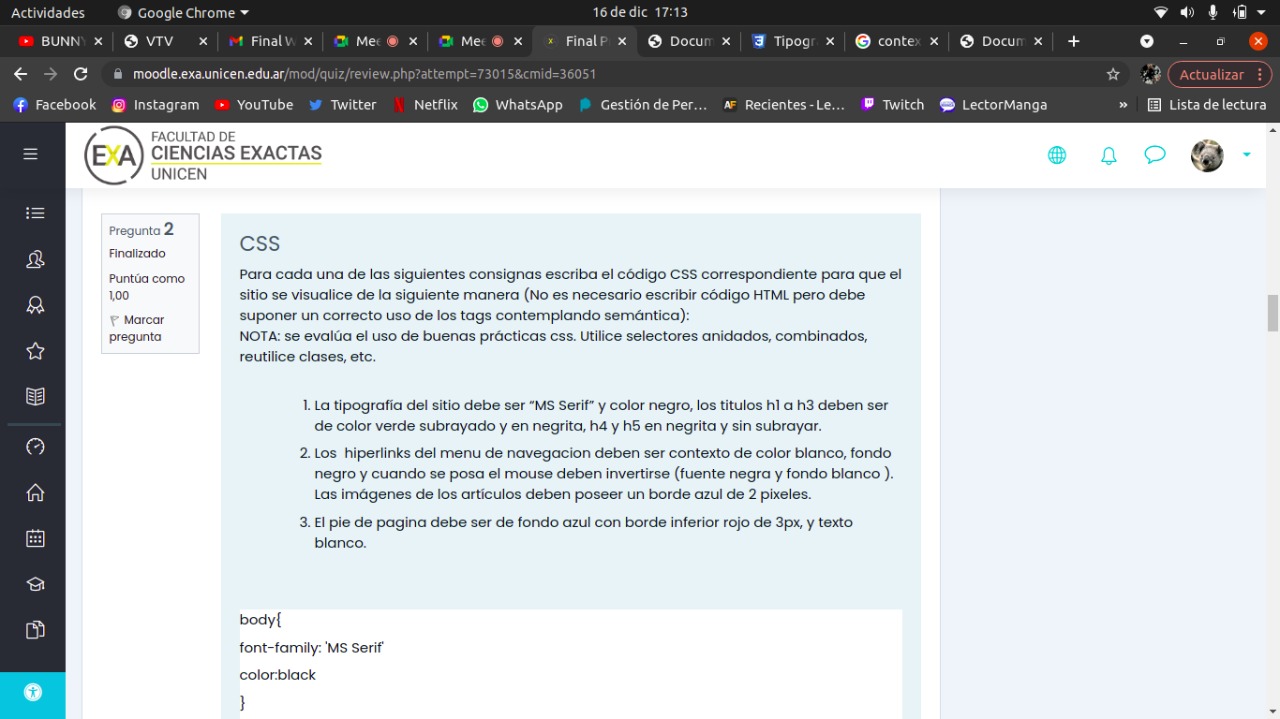 Actividades Google Chrome 16 de dic 17:13
BUNN VTV Final W Mee Mee Final P Docum Tipogr contex Docum
moodle.exa.unicen.edu.ar/mod/quiz/review.php?attempt=73015&cmid=36051 Actualizar
Facebook Instagram YouTube Twitter Netflix WhatsApp Gestión de Per... Recientes - Le... Twitch LectorManga » Lista de lectura
EXA FACULTAD DE
CIENCIAS EXACTAS
UNICEN
Pregunta 2
Finalizado
Puntúa como
1,00
Marcar
pregunta
CSS
Para cada una de las siguientes consignas escriba el código CSS correspondiente para que el
sitio se visualice de la siguiente manera (No es necesario escribir código HTML pero debe
suponer un correcto uso de los tags contemplando semántica):
NOTA: se evalúa el uso de buenas prácticas css. Utilice selectores anidados, combinados,
reutilice clases, etc.
1. La tipografía del sitio debe ser “MS Serif” y color negro, los titulos h1 a h3 deben ser
de color verde subrayado y en negrita, h4 y h5 en negrita y sin subrayar.
2. Los hiperlinks del menu de navegacion deben ser contexto de color blanco, fondo
negro y cuando se posa el mouse deben invertirse (fuente negra y fondo blanco ).
Las imágenes de los artículos deben poseer un borde azul de 2 pixeles.
3. El pie de pagina debe ser de fondo azul con borde inferior rojo de 3px, y texto
blanco.
body{
font-family: 'MS Serif'
color:black
}